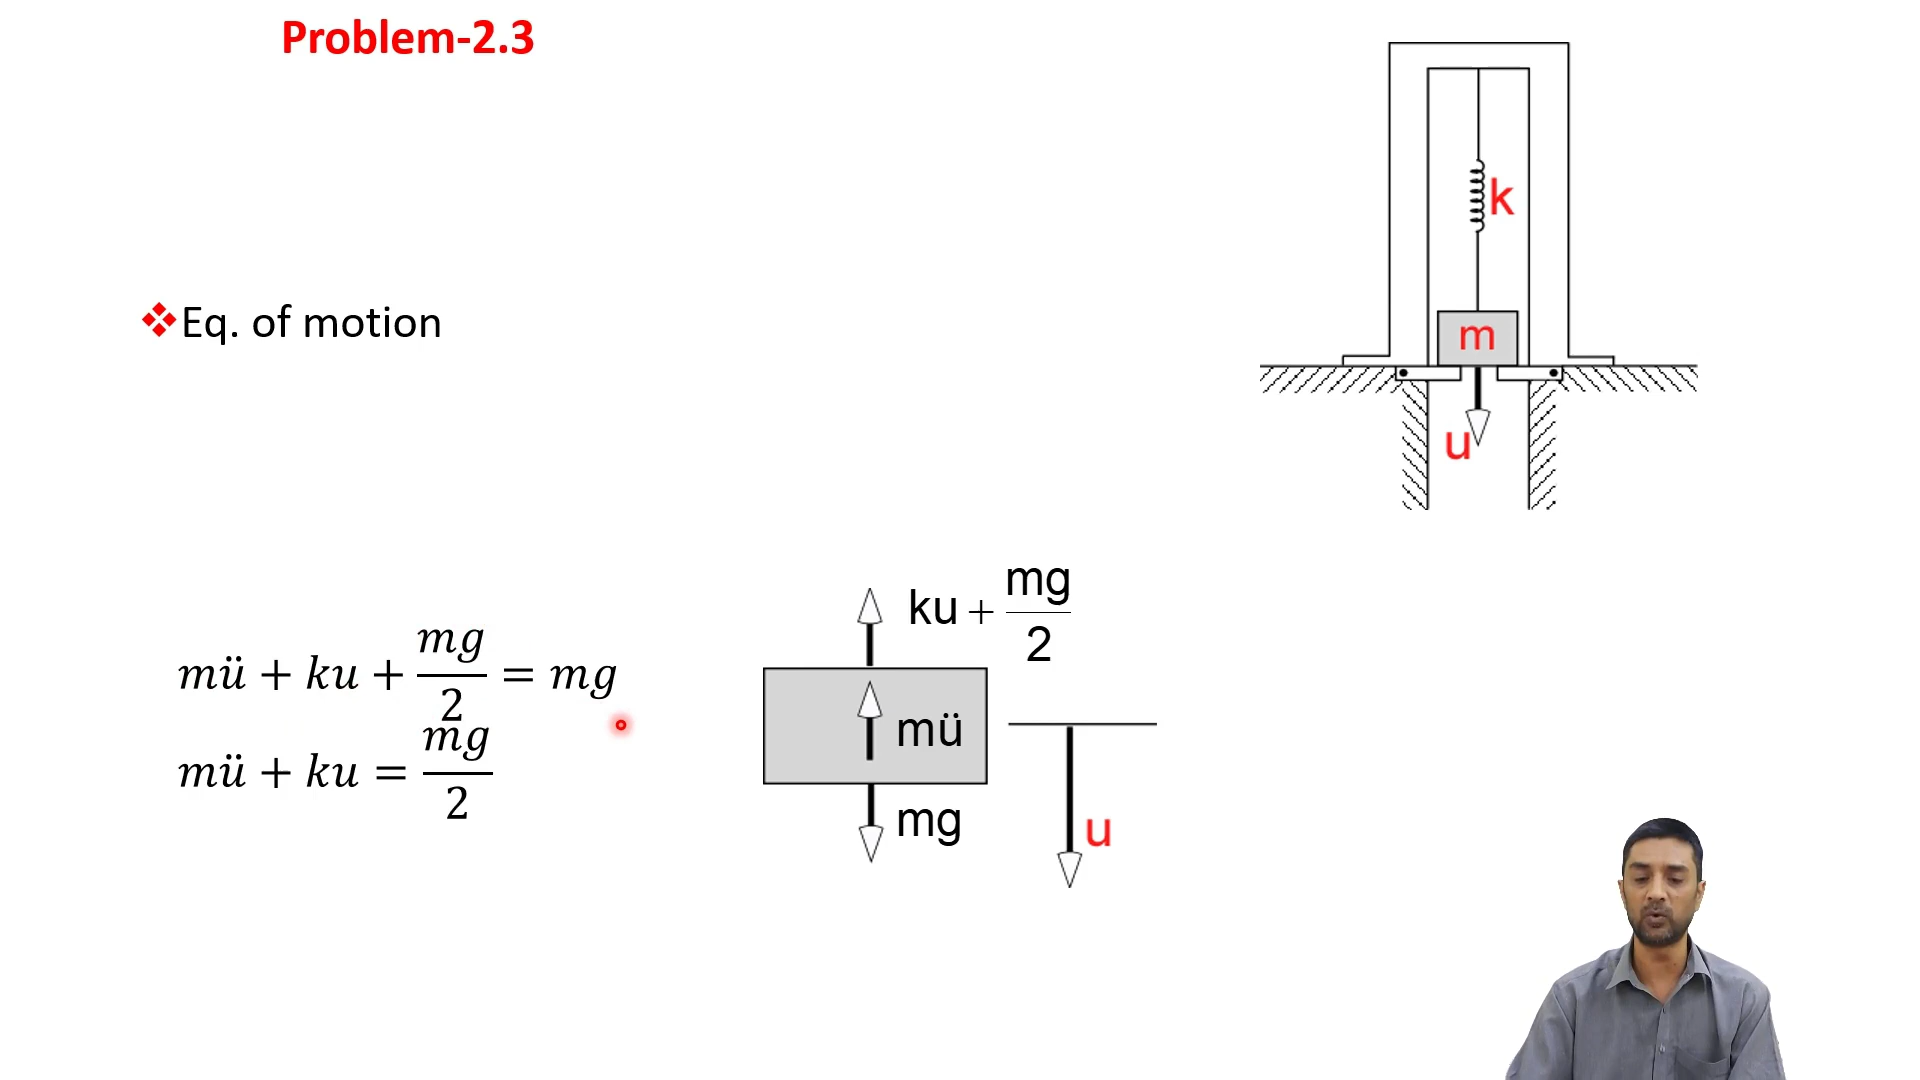 Problem-2.3
k
m
u
❖Eq. of motion
mü + ku + mg/2 = mg
mü + ku = mg/2
ku + mg/2
mü
mg
u